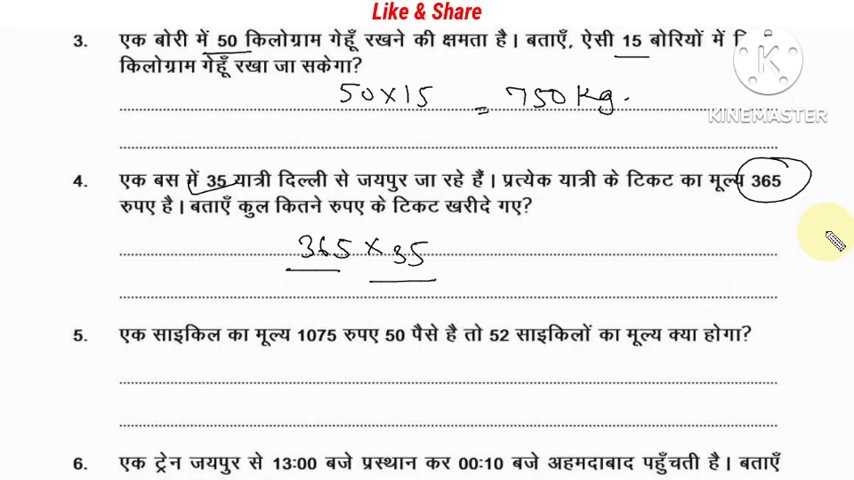 Like & Share
3. एक बोरी में 50 किलोग्राम गेहूँ रखने की क्षमता है। बताएँ, ऐसी 15 बोरियों में
किलोग्राम गेहूँ रखा जा सकेगा?
50×15 = 750 Kg.
KINEMASTER
4. एक बस में 35 यात्री दिल्ली से जयपुर जा रहे हैं। प्रत्येक यात्री के टिकट का मूल्य 365
रुपए है। बताएँ कुल कितने रुपए के टिकट खरीदे गए?
365 × 35
5. एक साइकिल का मूल्य 1075 रुपए 50 पैसे है तो 52 साइकिलों का मूल्य क्या होगा?
6. एक ट्रेन जयपुर से 13:00 बजे प्रस्थान कर 00:10 बजे अहमदाबाद पहुँचती है। बताएँ